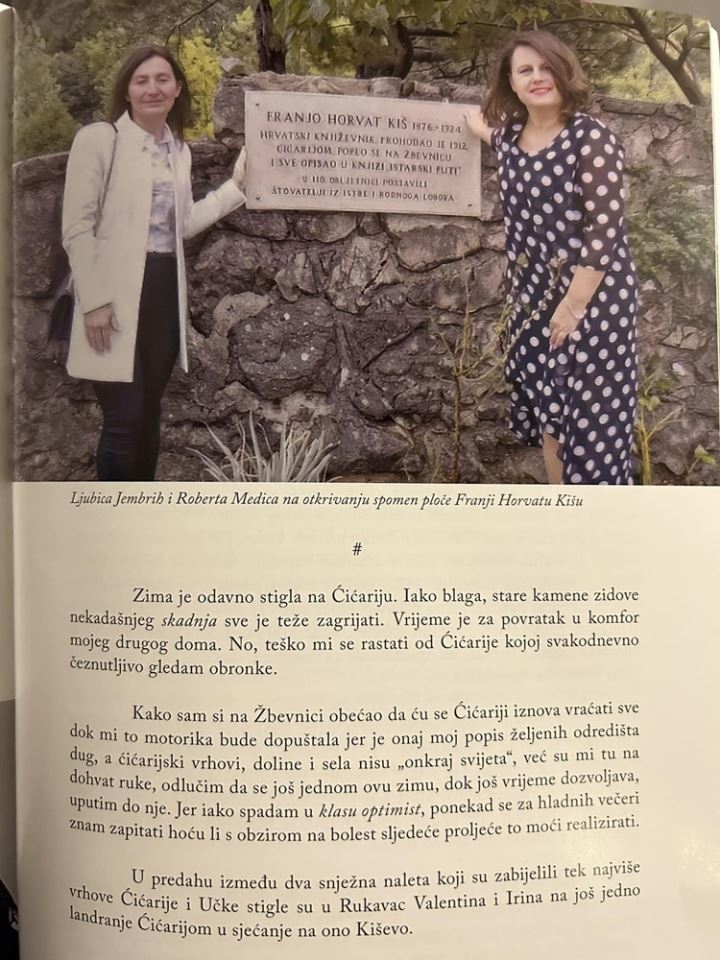 FRANJO HORVAT KIŠ 1876.-1924.
HRVATSKI KNJIŽEVNIK, PROHODAO JE 1912.
ĆIĆARIJOM, POPEO SE NA ŽBEVNICU
I SVE OPISAO U KNJIZI „ISTARSKI PUTI”
U 110. OBLJETNICI POSTAVILI
ŠTOVATELJI IZ ISTRE I RODNOGA LOBORA
Ljubica Jembrih i Roberta Medica na otkrivanju spomen ploče Franji Horvatu Kišu
#
Zima je odavno stigla na Ćićariju. Iako blaga, stare kamene zidove
nekadašnjeg skadnja sve je teže zagrijati. Vrijeme je za povratak u komfor
mojeg drugog doma. No, teško mi se rastati od Ćićarije kojoj svakodnevno
čeznutljivo gledam obronke.
Kako sam si na Žbevnici obećao da ću se Ćićariji iznova vraćati sve
dok mi to motorika bude dopuštala jer je onaj moj popis željenih odredišta
dug, a ćićarijski vrhovi, doline i sela nisu „onkraj svijeta“, već su mi tu na
dohvat ruke, odlučim da se još jednom ovu zimu, dok još vrijeme dozvoljava,
uputim do nje. Jer iako spadam u klasu optimist, ponekad se za hladnih večeri
znam zapitati hoću li s obzirom na bolest sljedeće proljeće to moći realizirati.
U predahu između dva snježna naleta koji su zabijelili tek najviše
vrhove Ćićarije i Učke stigle su u Rukavac Valentina i Irina na još jedno
landranje Ćićarijom u sjećanje na ono Kiševo.